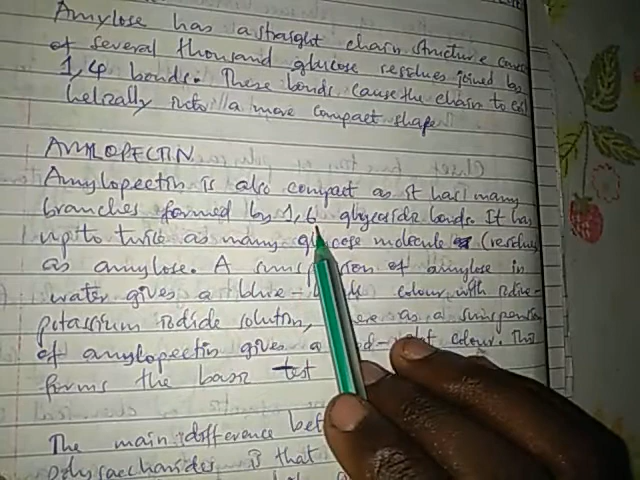 Amylose has a straight chain structure
of several thousand glucose residues joined by
1,4 bonds. These bonds cause the chain to coil
helically into a more compact shape
AMYLOPECTIN
Amylopectin is also compact as it has many
branches formed by 1,6 glycosidic bonds. It has
up to twice as many glucose molecule (residues
as amylose. A of amylose in
water gives a blue- colour with iodine-
potassium iodide solution, as a suspension
of amylopectin gives a colour. This
forms the basis test
The main difference
polysaccharides is that